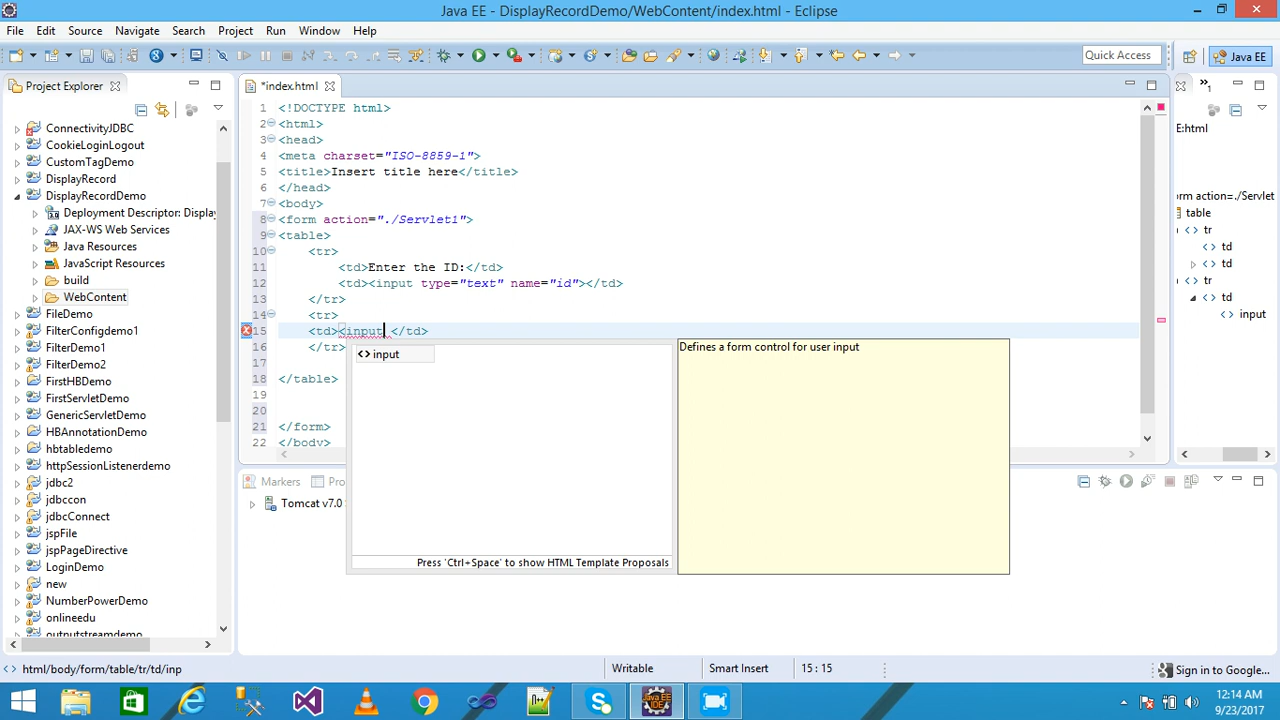 Java EE - DisplayRecordDemo/WebContent/index.html - Eclipse
File Edit Source Navigate Search Project Run Window Help
Quick Access
Java EE
Project Explorer
ConnectivityJDBC
CookieLoginLogout
CustomTagDemo
DisplayRecord
DisplayRecordDemo
Deployment Descriptor: Display
JAX-WS Web Services
Java Resources
JavaScript Resources
build
WebContent
FileDemo
FilterConfigdemo1
FilterDemo1
FilterDemo2
FirstHBDemo
FirstServletDemo
GenericServletDemo
HBAnnotationDemo
hbtabledemo
httpSessionListenerdemo
jdbc2
jdbccon
jdbcConnect
jspFile
jspPageDirective
LoginDemo
new
NumberPowerDemo
onlineedu
outputstreamdemo
*index.html
1 <!DOCTYPE html>
2 <html>
3 <head>
4 <meta charset="ISO-8859-1">
5 <title>Insert title here</title>
6 </head>
7 <body>
8 <form action="./Servlet1">
9 <table>
10 <tr>
11 <td>Enter the ID:</td>
12 <td><input type="text" name="id"></td>
13 </tr>
14 <tr>
15 <td><input </td>
16 </tr>
17
18 </table>
19
20
21 </form>
22 </body>
<> input
Press 'Ctrl+Space' to show HTML Template Proposals
Defines a form control for user input
1
E:html
orm action=./Servlet
table
tr
td
td
tr
td
input
Markers
Pro
Tomcat v7.0
html/body/form/table/tr/td/inp
Writable
Smart Insert
15 : 15
Sign in to Google...
12:14 AM
9/23/2017